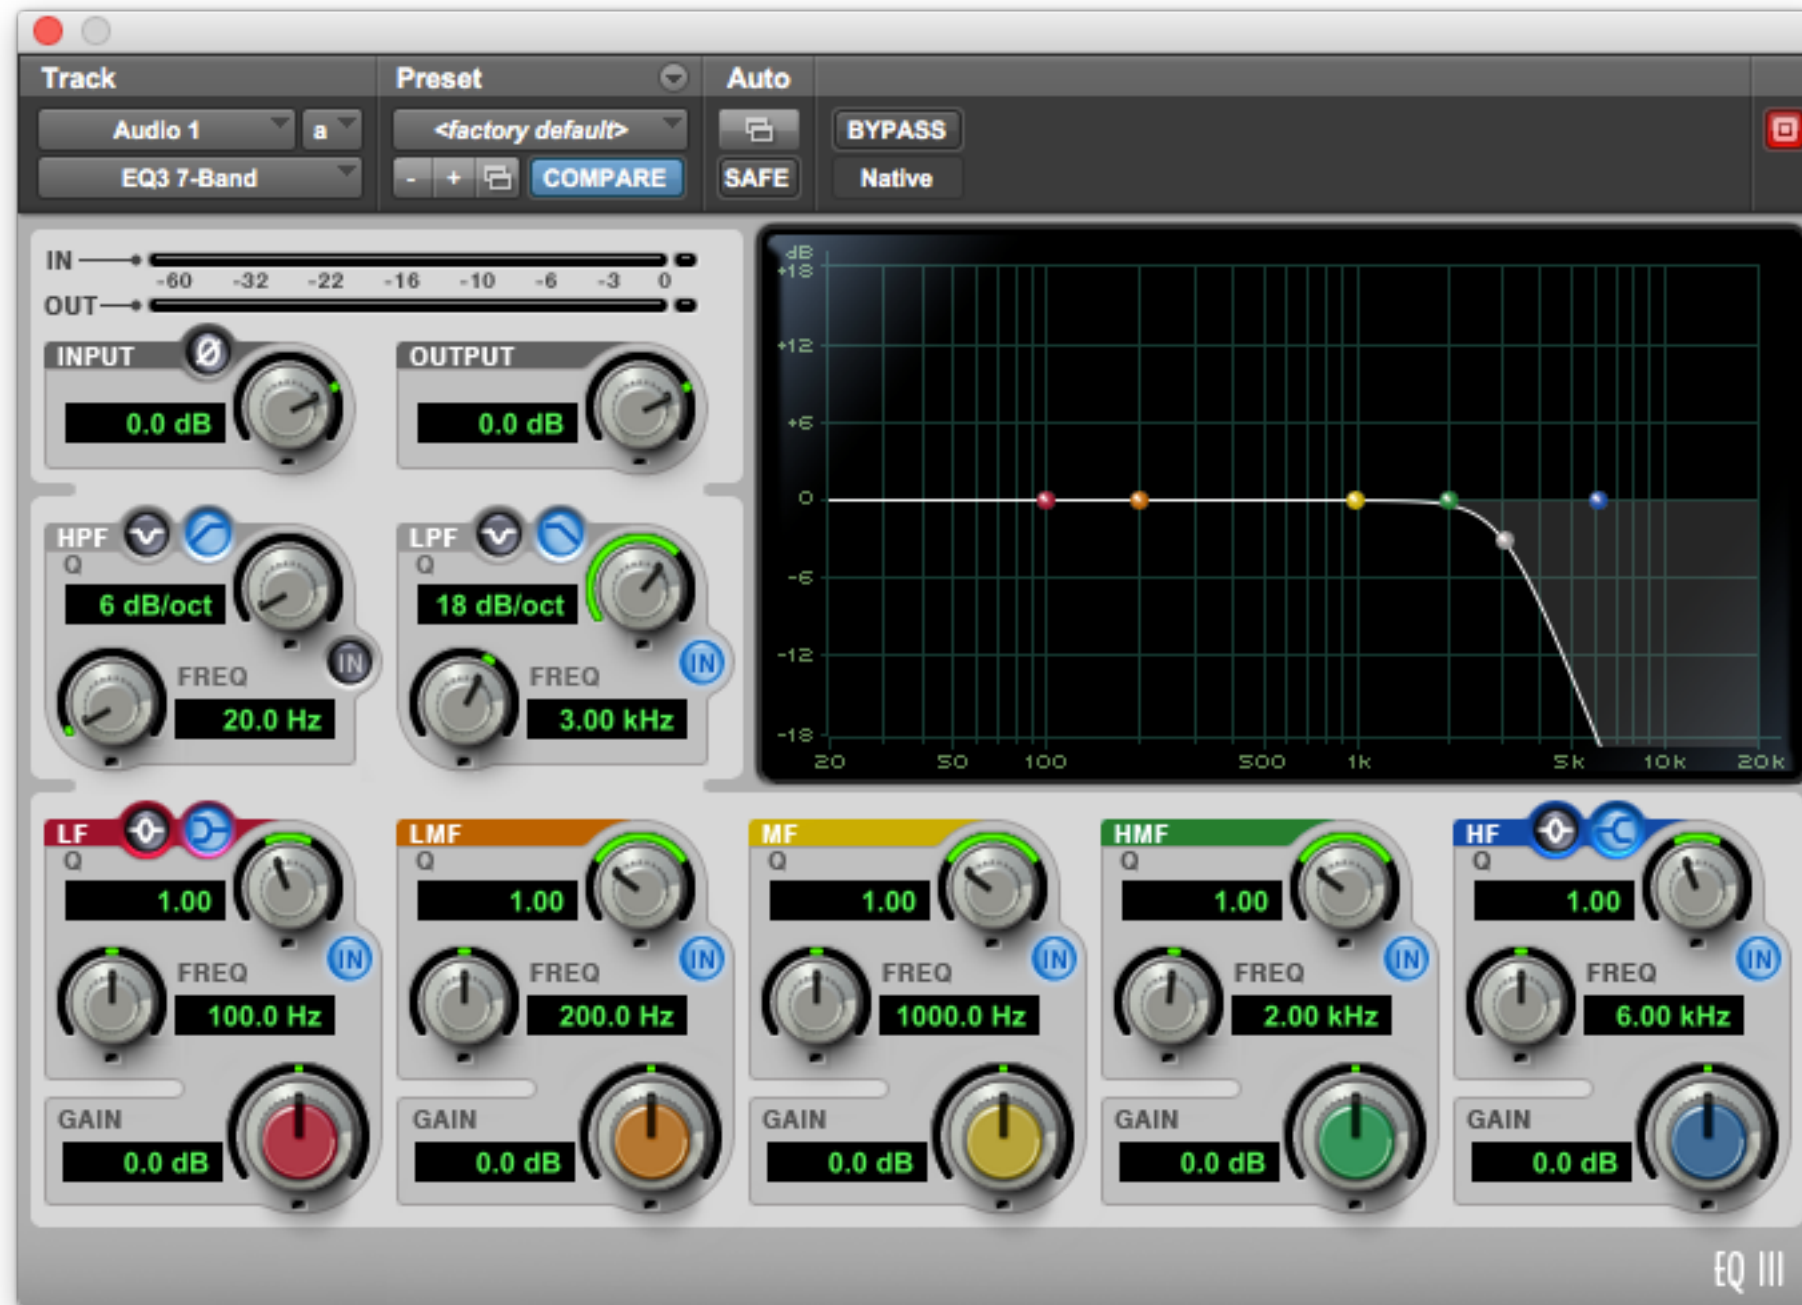 Track Preset Auto
Audio 1 a <factory default> BYPASS
EQ3 7-Band - + COMPARE SAFE Native
IN
-60 -32 -22 -16 -10 -6 -3 0
OUT
INPUT Ø OUTPUT
0.0 dB 0.0 dB
HPF LPF
Q Q
6 dB/oct 18 dB/oct
IN IN
FREQ FREQ
20.0 Hz 3.00 kHz
dB
+18
+12
+6
0
-6
-12
-18
20 50 100 500 1k 5k 10k 20k
LF LMF MF HMF HF
Q Q Q Q Q
1.00 1.00 1.00 1.00 1.00
IN IN IN IN IN
FREQ FREQ FREQ FREQ FREQ
100.0 Hz 200.0 Hz 1000.0 Hz 2.00 kHz 6.00 kHz
GAIN GAIN GAIN GAIN GAIN
0.0 dB 0.0 dB 0.0 dB 0.0 dB 0.0 dB
EQ III